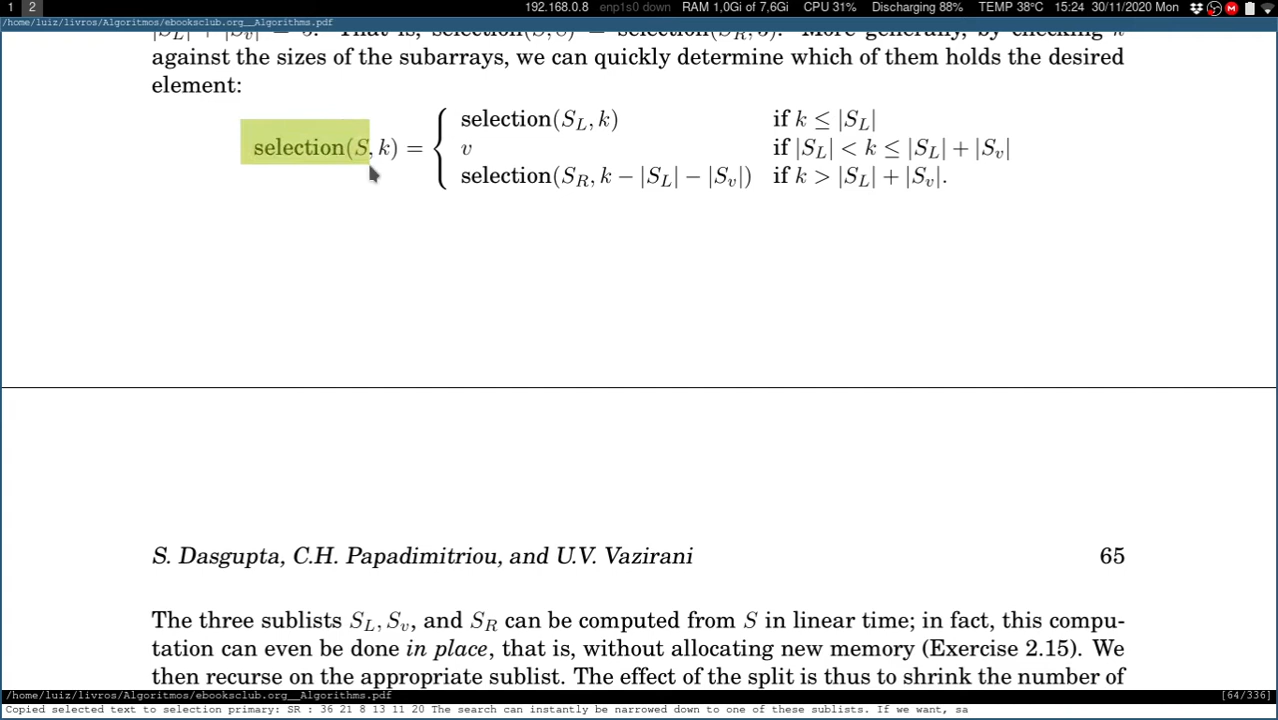 1 2 192.168.0.8 enp1s0 down RAM 1,0Gi of 7,6Gi CPU 31% Discharging 88% TEMP 38°C 15:24 30/11/2020 Mon
/home/luiz/livros/Algoritmos/ebooksclub.org__Algorithms.pdf
against the sizes of the subarrays, we can quickly determine which of them holds the desired
element:
selection(S_L, k) if k ≤ |S_L|
selection(S, k) = { v if |S_L| < k ≤ |S_L| + |S_v|
selection(S_R, k − |S_L| − |S_v|) if k > |S_L| + |S_v|.
S. Dasgupta, C.H. Papadimitriou, and U.V. Vazirani 65
The three sublists S_L, S_v, and S_R can be computed from S in linear time; in fact, this compu-
tation can even be done in place, that is, without allocating new memory (Exercise 2.15). We
then recurse on the appropriate sublist. The effect of the split is thus to shrink the number of
/home/luiz/livros/Algoritmos/ebooksclub.org__Algorithms.pdf [64/336]
Copied selected text to selection primary: SR : 36 21 8 13 11 20 The search can instantly be narrowed down to one of these sublists. If we want, sa